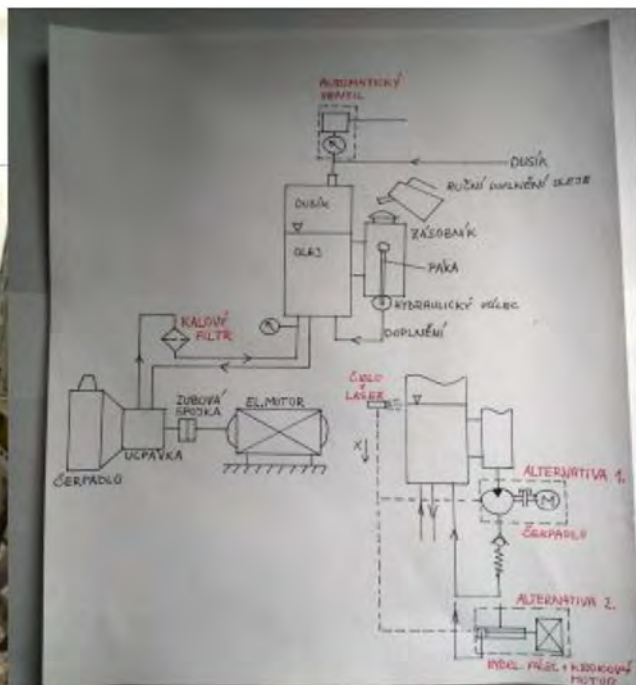 AUTOMATICKÝ
VENTIL
DUSÍK
RUČNÍ DOPLNĚNÍ OLEJE
DUSÍK
ZÁSOBNÍK
OLEJ
PÁKA
HYDRAULICKÝ VÁLEC
DOPLNĚNÍ
KALOVÝ
FILTR
ZUBOVÁ
SPOJKA
EL.MOTOR
UCPÁVKA
ČERPADLO
ČIDLO
LASER
X
ALTERNATIVA 1.
M
ČERPADLO
ALTERNATIVA 2.
HYDR. VÁLEC + KROKOVÝ
MOTOR